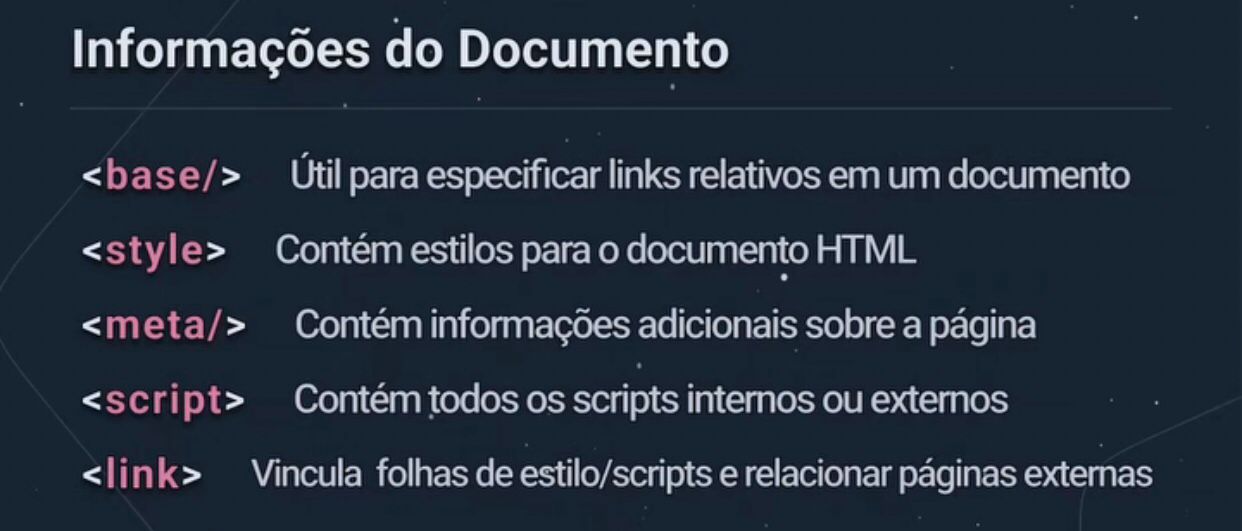 Informações do Documento
<base/> Útil para especificar links relativos em um documento
<style> Contém estilos para o documento HTML
<meta/> Contém informações adicionais sobre a página
<script> Contém todos os scripts internos ou externos
<link> Vincula folhas de estilo/scripts e relacionar páginas externas